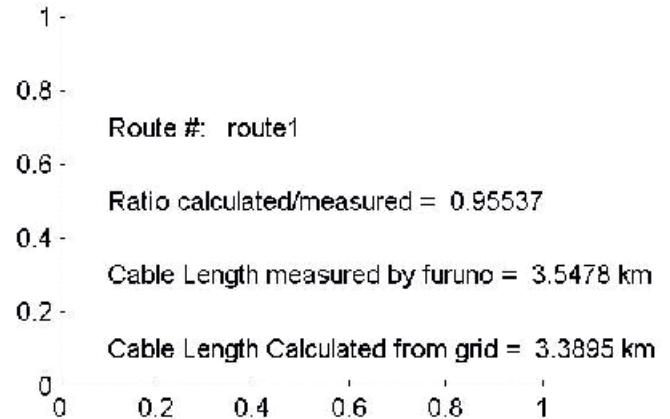 1
0.8
Route #: route1
0.6
Ratio calculated/measured = 0.95537
0.4
Cable Length measured by furuno = 3.5478 km
0.2
Cable Length Calculated from grid = 3.3895 km
0
0 0.2 0.4 0.6 0.8 1